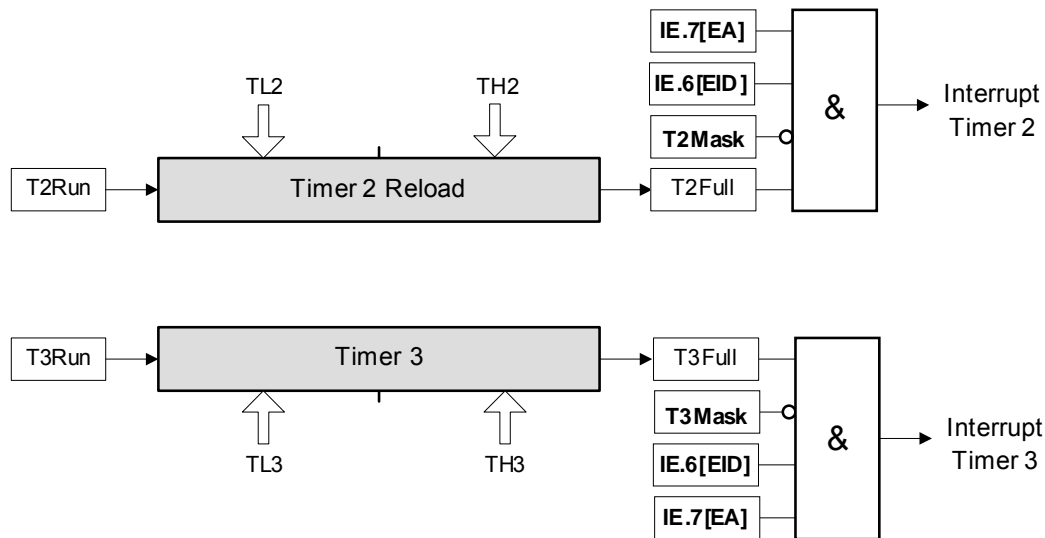 IE.7[EA]
TL2
TH2
IE.6[EID]
&
Interrupt
Timer 2
T2Mask
T2Run
Timer 2 Reload
T2Full
T3Run
Timer 3
T3Full
T3Mask
&
Interrupt
Timer 3
TL3
TH3
IE.6[EID]
IE.7[EA]